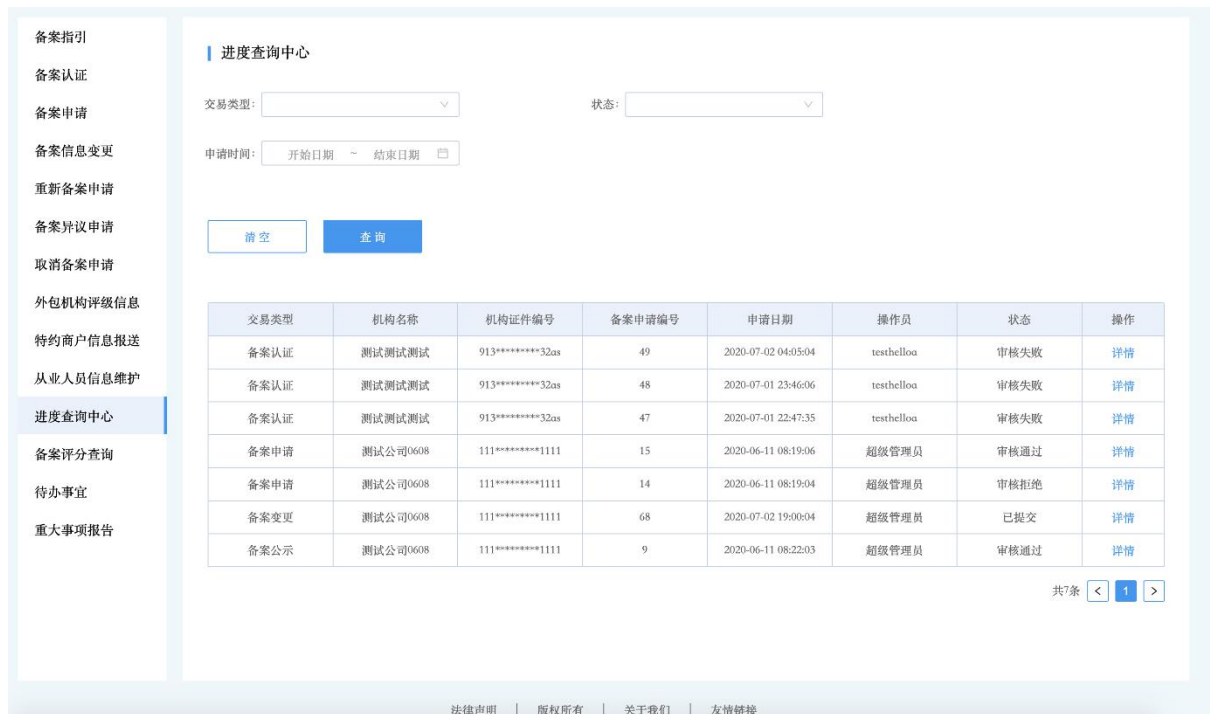 备案指引
备案认证
备案申请
备案信息变更
重新备案申请
备案异议申请
取消备案申请
外包机构评级信息
特约商户信息报送
从业人员信息维护
进度查询中心
备案评分查询
待办事宜
重大事项报告
进度查询中心
交易类型: 状态:
申请时间: 开始日期 ~ 结束日期
清空 查询
交易类型 机构名称 机构证件编号 备案申请编号 申请日期 操作员 状态 操作
备案认证 测试测试测试 913*********32as 49 2020-07-02 04:05:04 testhelloa 审核失败 详情
备案认证 测试测试测试 913*********32as 48 2020-07-01 23:46:06 testhelloa 审核失败 详情
备案认证 测试测试测试 913*********32as 47 2020-07-01 22:47:35 testhelloa 审核失败 详情
备案申请 测试公司0608 111*********1111 15 2020-06-11 08:19:06 超级管理员 审核通过 详情
备案申请 测试公司0608 111*********1111 14 2020-06-11 08:19:04 超级管理员 审核拒绝 详情
备案变更 测试公司0608 111*********1111 68 2020-07-02 19:00:04 超级管理员 已提交 详情
备案公示 测试公司0608 111*********1111 9 2020-06-11 08:22:03 超级管理员 审核通过 详情
共7条 < 1 >
法律声明 | 版权所有 | 关于我们 | 友情链接